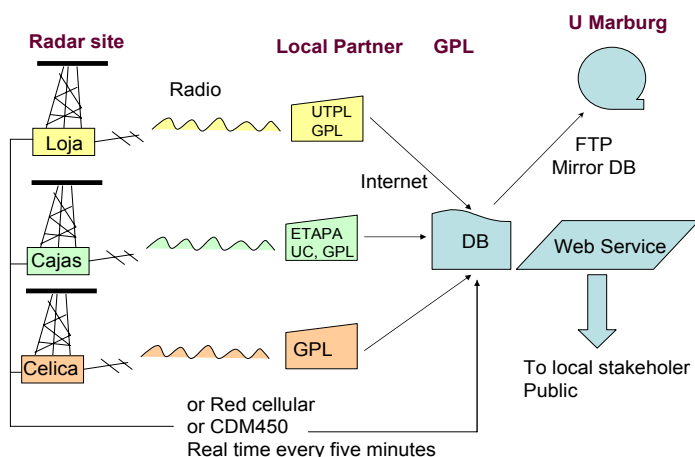 Radar site
Local Partner
GPL
U Marburg
Radio
Loja
UTPL
GPL
Internet
FTP
Mirror DB
Cajas
ETAPA
UC, GPL
DB
Web Service
Celica
GPL
To local stakeholer
Public
or Red cellular
or CDM450
Real time every five minutes